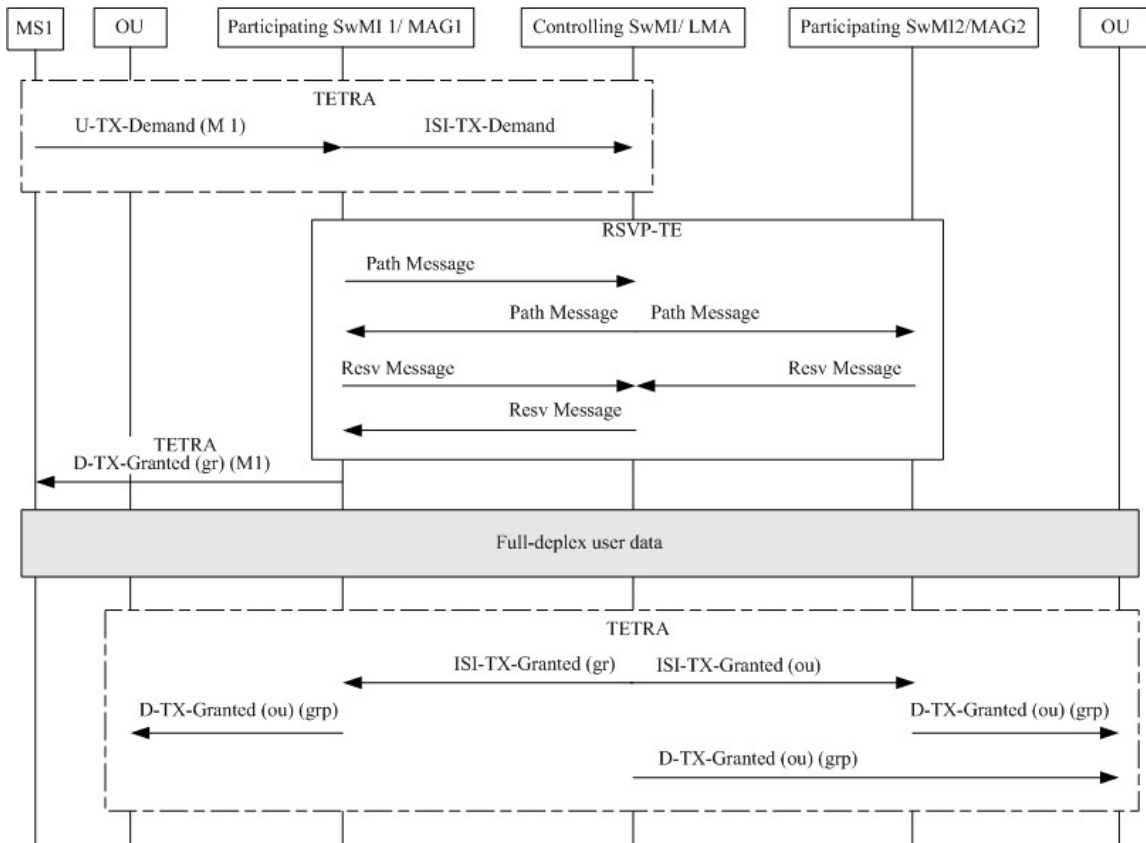 MS1
OU
Participating SwMI 1/ MAG1
Controlling SwMI/ LMA
Participating SwMI2/MAG2
OU
TETRA
U-TX-Demand (M 1)
ISI-TX-Demand
RSVP-TE
Path Message
Path Message
Path Message
Resv Message
Resv Message
Resv Message
TETRA
D-TX-Granted (gr) (M1)
Full-deplex user data
TETRA
ISI-TX-Granted (gr)
ISI-TX-Granted (ou)
D-TX-Granted (ou) (grp)
D-TX-Granted (ou) (grp)
D-TX-Granted (ou) (grp)